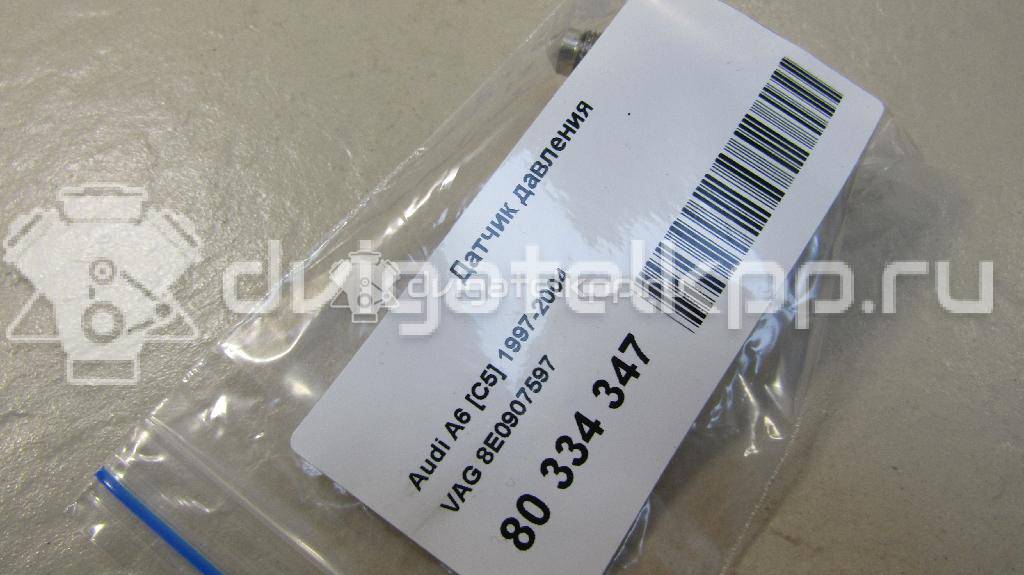 Датчик давления
Audi A6 [C5] 1997-2004
VAG 8E0907597
80 334 347
dvigatelkpp.ru